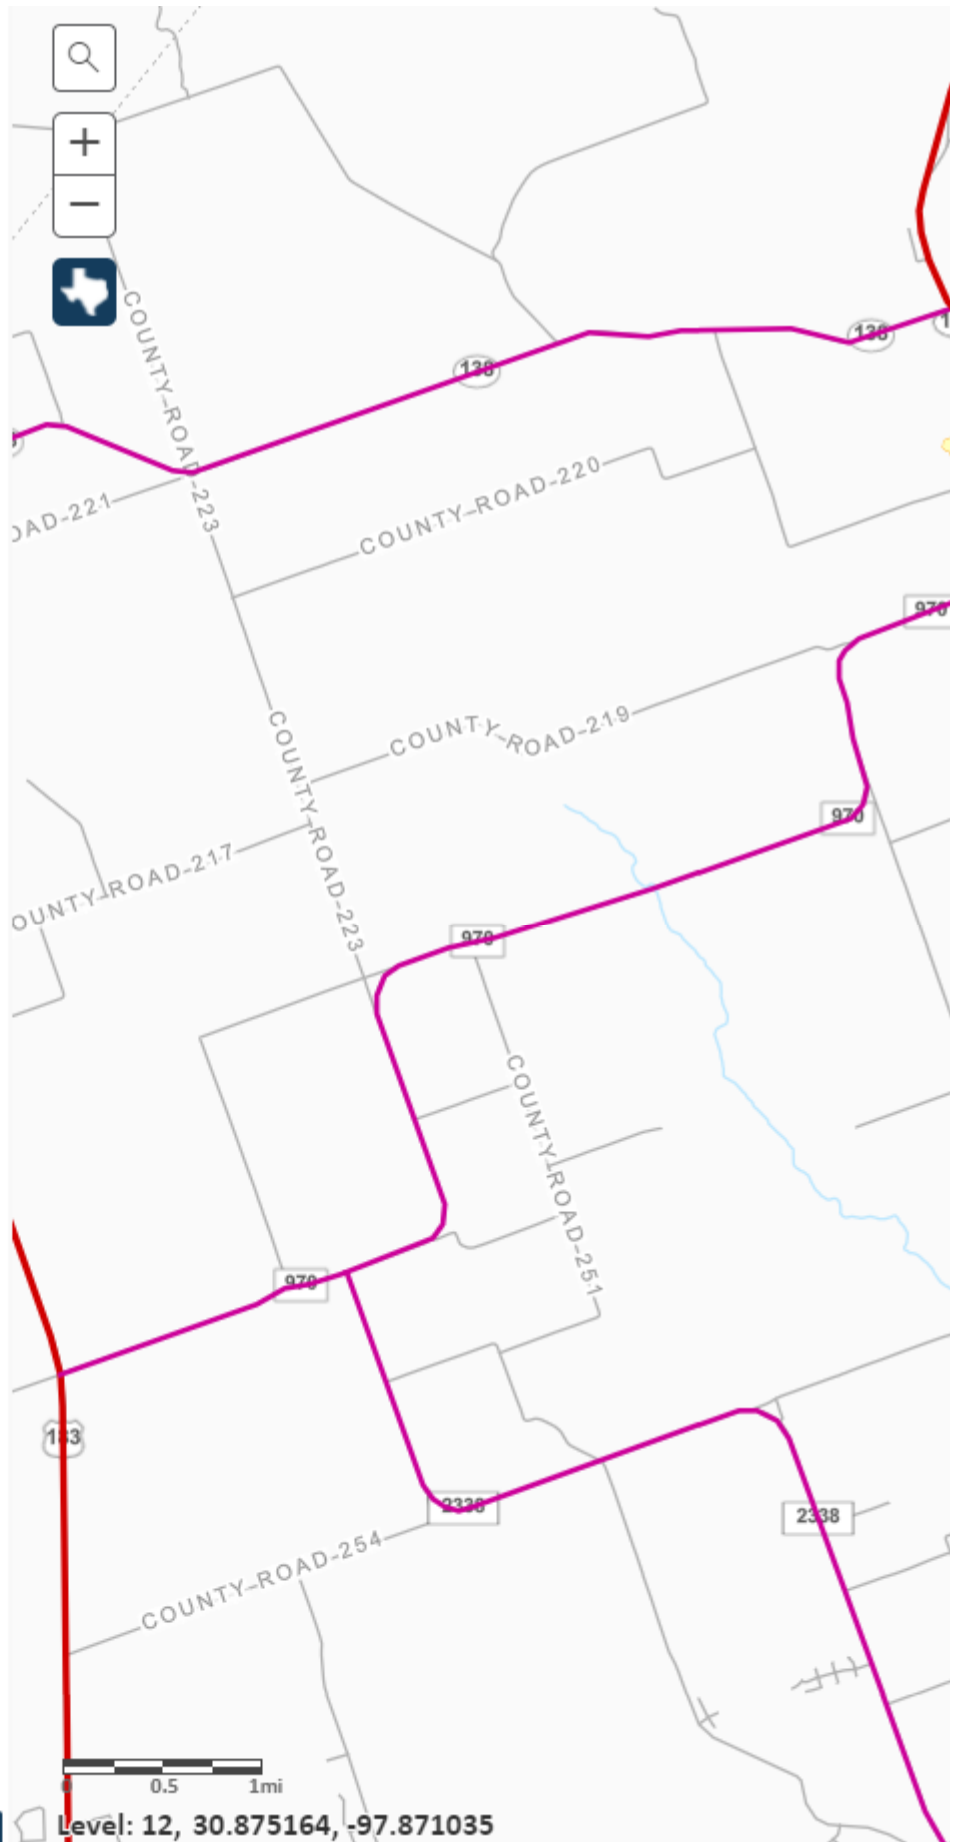 +
−
COUNTY-ROAD-223
138
138
COUNTY-ROAD-220
OAD-221
970
COUNTY-ROAD-219
COUNTY-ROAD-223
970
OUNTY-ROAD-217
970
COUNTY-ROAD-251
970
183
2338
2338
COUNTY-ROAD-254
0 0.5 1mi
Level: 12, 30.875164, -97.871035